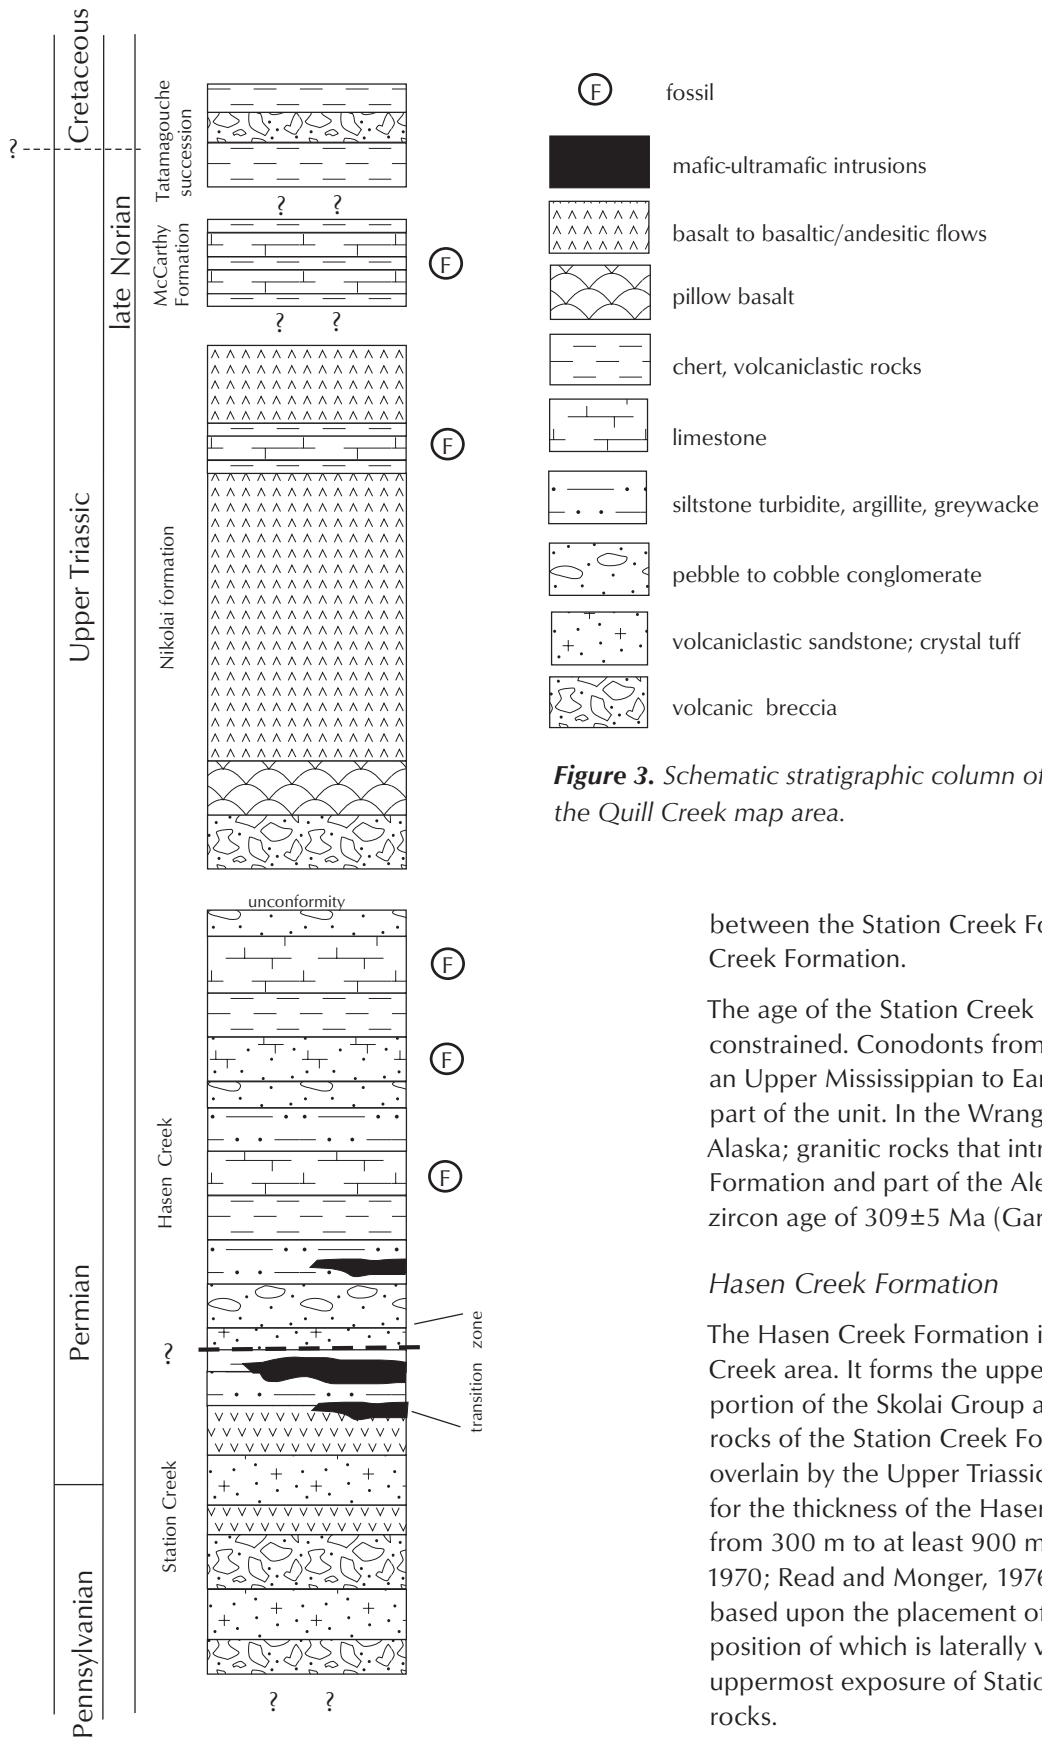 Cretaceous
?
Upper Triassic
Permian
Pennsylvanian
late Norian
Tatamagouche
succession
? ?
McCarthy
Formation
F
? ?
Nikolai formation
F
unconformity
F
F
Hasen Creek
F
?
transition zone
Station Creek
? ?
F fossil
mafic-ultramafic intrusions
basalt to basaltic/andesitic flows
pillow basalt
chert, volcaniclastic rocks
limestone
siltstone turbidite, argillite, greywacke
pebble to cobble conglomerate
volcaniclastic sandstone; crystal tuff
volcanic breccia
Figure 3. Schematic stratigraphic column of
the Quill Creek map area.
between the Station Creek Fo
Creek Formation.
The age of the Station Creek
constrained. Conodonts from
an Upper Mississippian to Ear
part of the unit. In the Wrang
Alaska; granitic rocks that intr
Formation and part of the Ale
zircon age of 309±5 Ma (Gar
Hasen Creek Formation
The Hasen Creek Formation i
Creek area. It forms the uppe
portion of the Skolai Group a
rocks of the Station Creek Fo
overlain by the Upper Triassic
for the thickness of the Hasen
from 300 m to at least 900 m
1970; Read and Monger, 1976
based upon the placement of
position of which is laterally v
uppermost exposure of Statio
rocks.